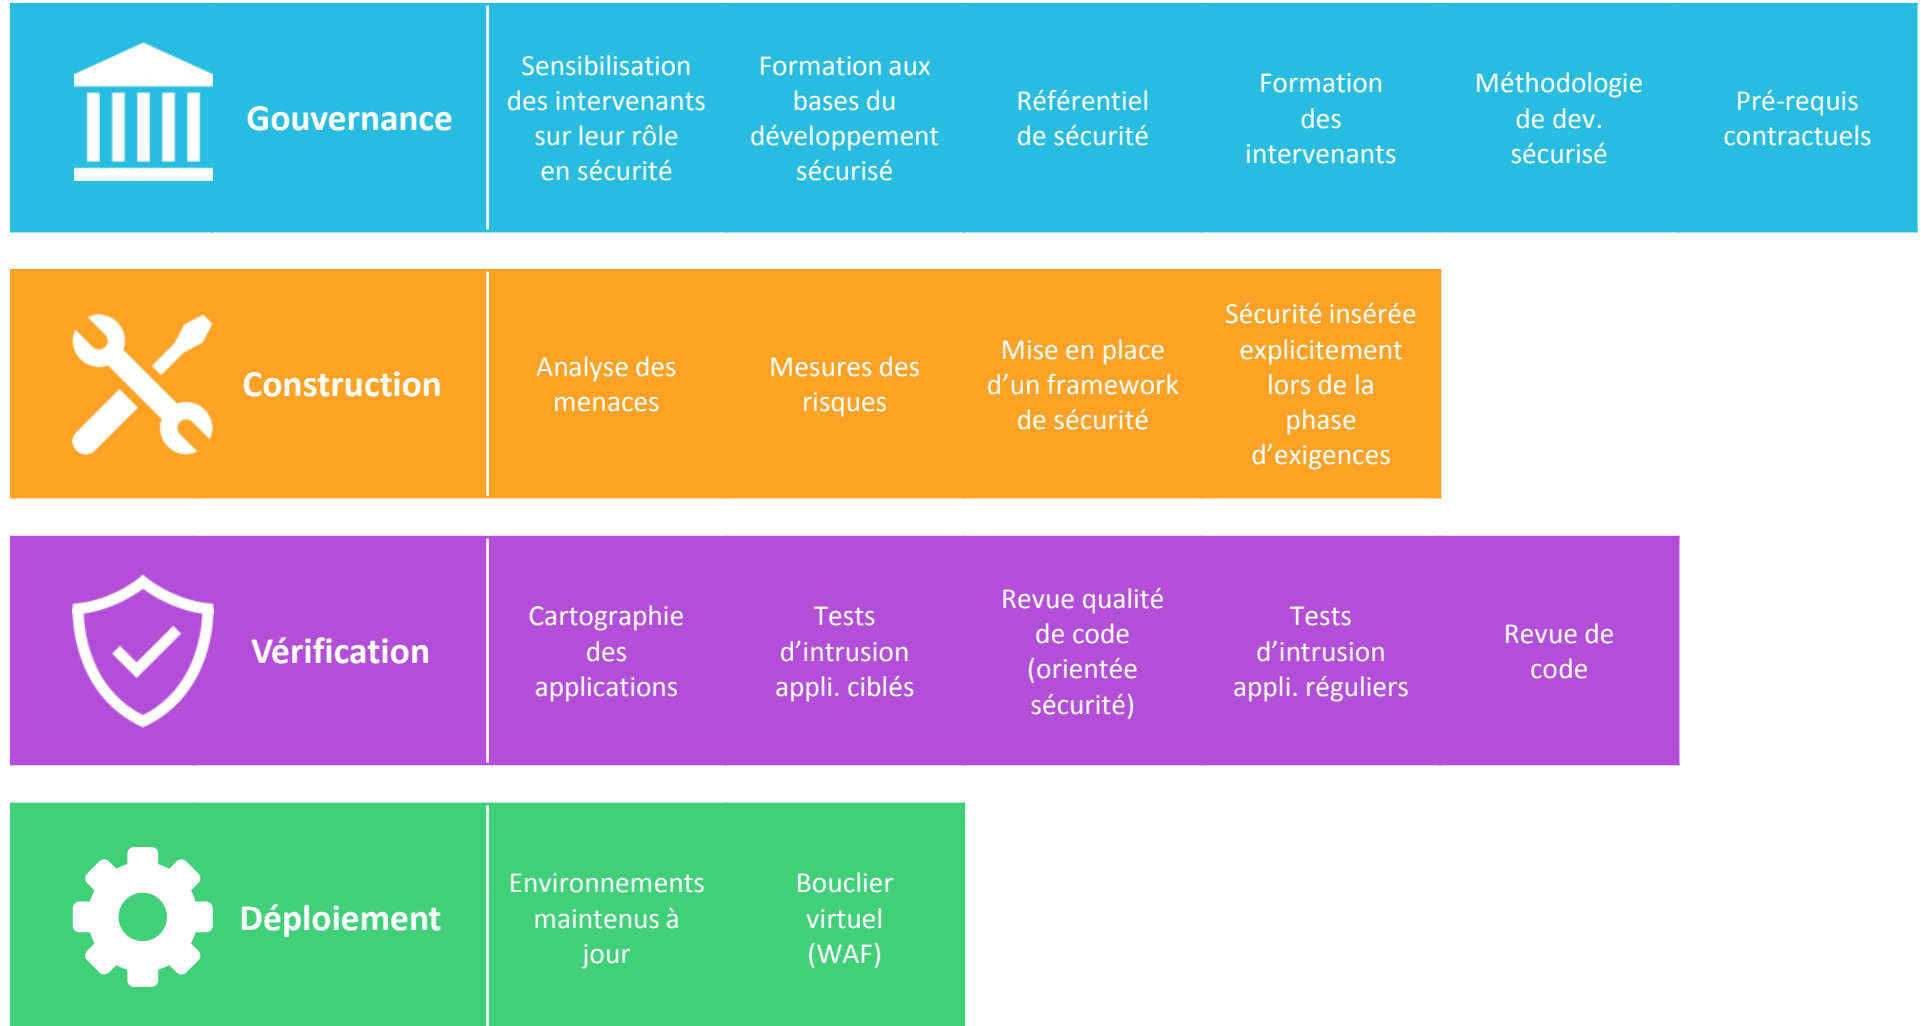 Gouvernance
Sensibilisation
des intervenants
sur leur rôle
en sécurité
Formation aux
bases du
développement
sécurisé
Référentiel
de sécurité
Formation
des
intervenants
Méthodologie
de dev.
sécurisé
Pré-requis
contractuels
Construction
Analyse des
menaces
Mesures des
risques
Mise en place
d’un framework
de sécurité
Sécurité insérée
explicitement
lors de la
phase
d’exigences
Vérification
Cartographie
des
applications
Tests
d’intrusion
appli. ciblés
Revue qualité
de code
(orientée
sécurité)
Tests
d’intrusion
appli. réguliers
Revue de
code
Déploiement
Environnements
maintenus à
jour
Bouclier
virtuel
(WAF)